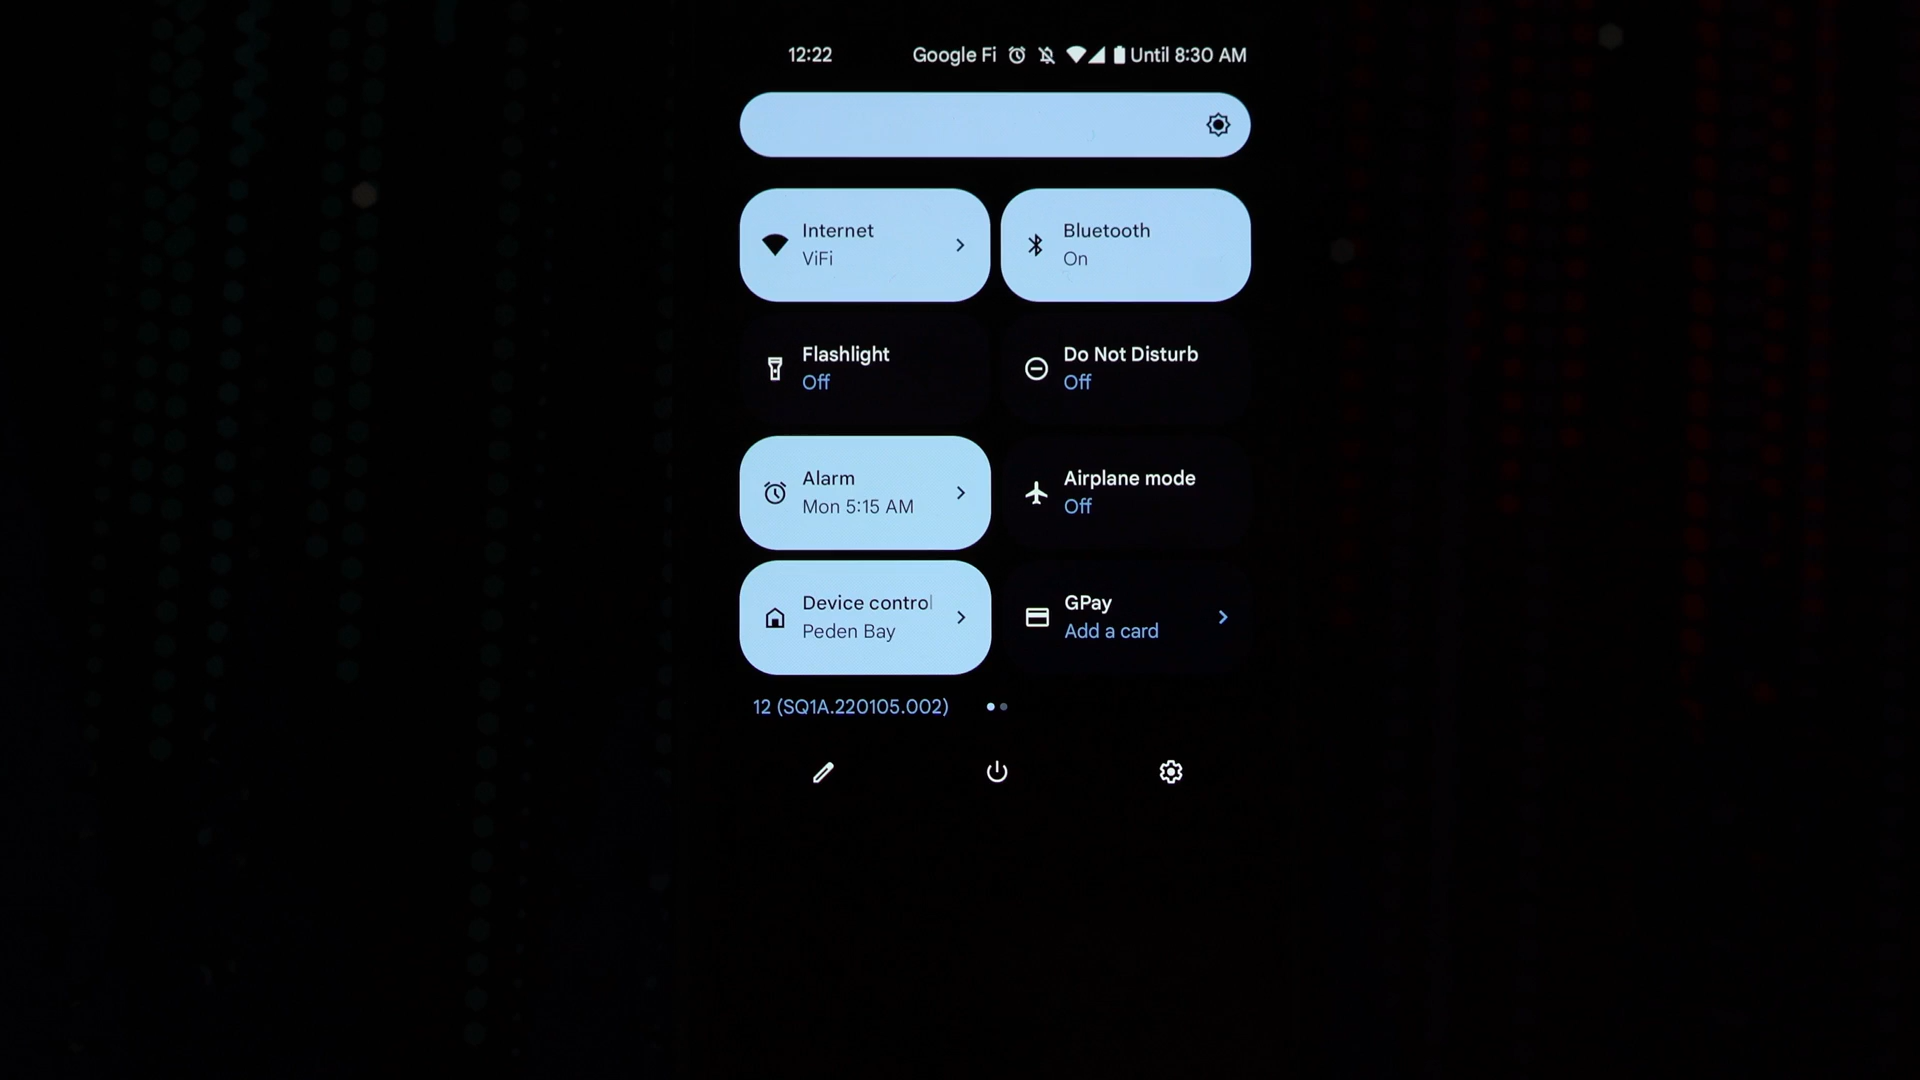 12:22 Google Fi Until 8:30 AM
Internet
ViFi
Bluetooth
On
Flashlight
Off
Do Not Disturb
Off
Alarm
Mon 5:15 AM
Airplane mode
Off
Device control
Peden Bay
GPay
Add a card
12 (SQ1A.220105.002)